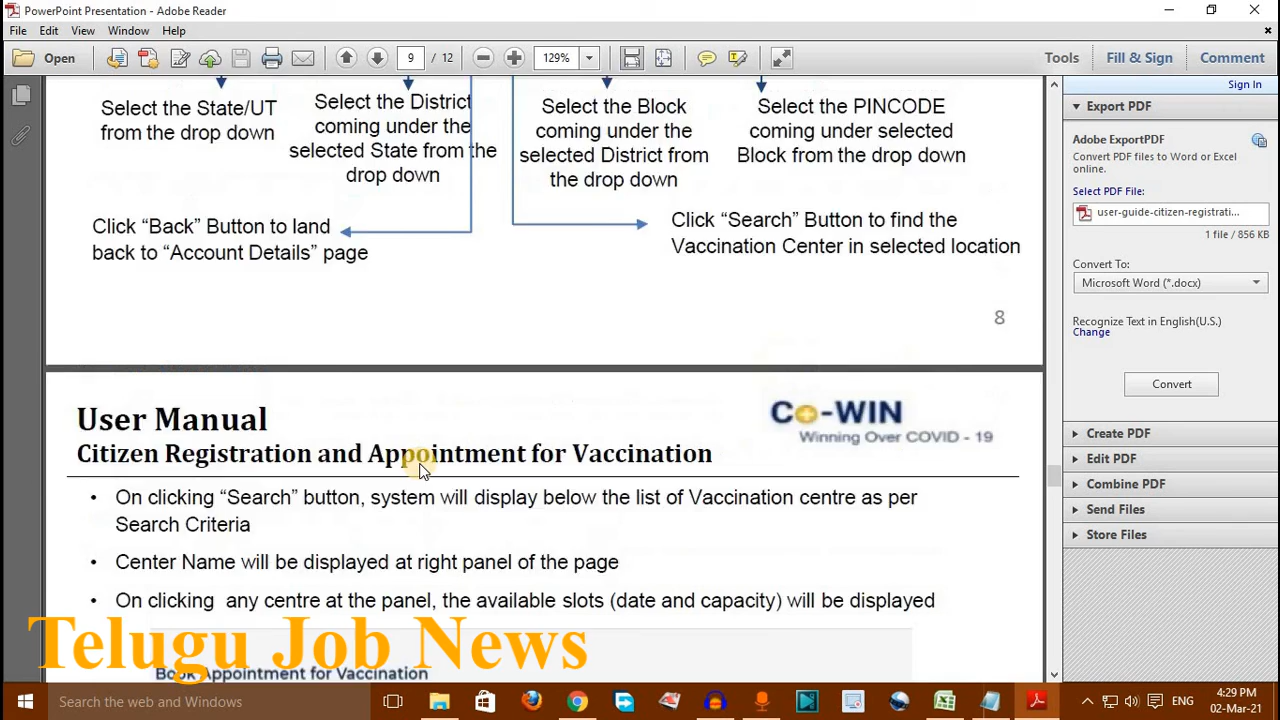 PowerPoint Presentation - Adobe Reader
File Edit View Window Help
Open 9 / 12 129% Tools Fill & Sign Comment
Sign In
Select the State/UT
from the drop down
Select the District
coming under the
selected State from the
drop down
Select the Block
coming under the
selected District from
the drop down
Select the PINCODE
coming under selected
Block from the drop down
Click “Back” Button to land
back to “Account Details” page
Click “Search” Button to find the
Vaccination Center in selected location
8
User Manual
Citizen Registration and Appointment for Vaccination
Co-WIN
Winning Over COVID - 19
• On clicking “Search” button, system will display below the list of Vaccination centre as per
Search Criteria
• Center Name will be displayed at right panel of the page
• On clicking any centre at the panel, the available slots (date and capacity) will be displayed
Book Appointment for Vaccination
Telugu Job News
Export PDF
Adobe ExportPDF
Convert PDF files to Word or Excel
online.
Select PDF File:
user-guide-citizen-registrati...
1 file / 856 KB
Convert To:
Microsoft Word (*.docx)
Recognize Text in English(U.S.)
Change
Convert
Create PDF
Edit PDF
Combine PDF
Send Files
Store Files
Search the web and Windows
ENG
4:29 PM
02-Mar-21